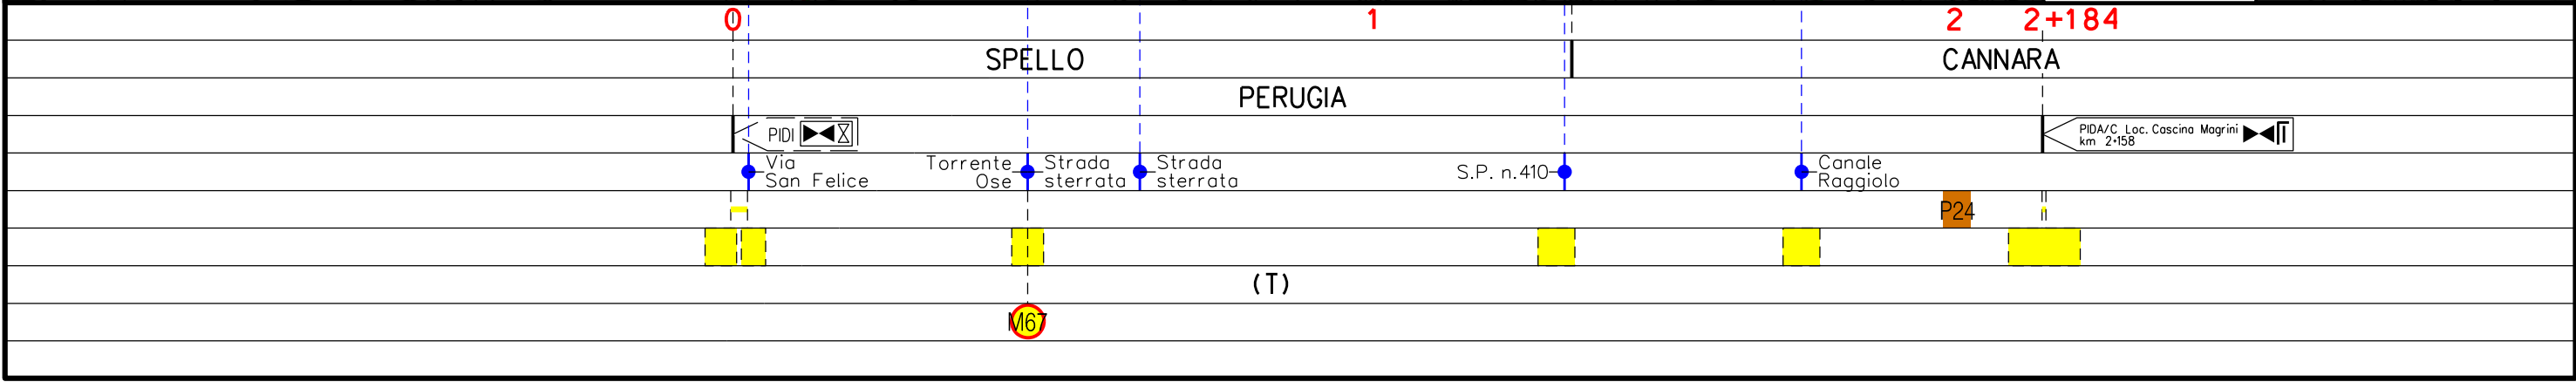 0 1 2 2+184
SPELLO CANNARA
PERUGIA
PIDI
PIDA/C Loc. Cascina Magrini
km 2+158
Via
San Felice
Torrente
Ose
Strada
sterrata
Strada
sterrata
S.P. n.410
Canale
Raggiolo
P24
(T)
M67